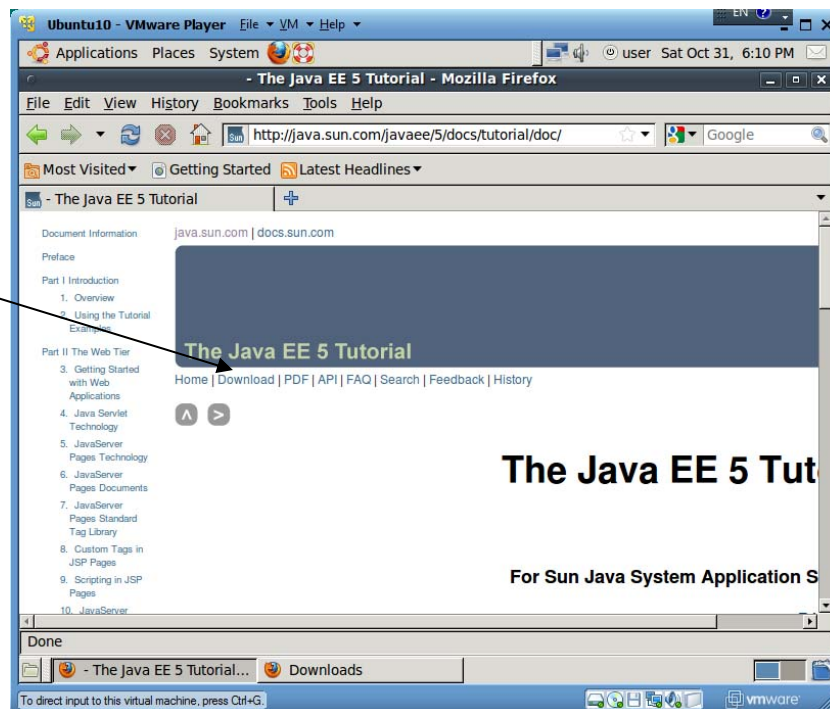 Ubuntu10 - VMware Player File VM Help
EN
Applications Places System user Sat Oct 31, 6:10 PM
- The Java EE 5 Tutorial - Mozilla Firefox
File Edit View History Bookmarks Tools Help
Sun http://java.sun.com/javaee/5/docs/tutorial/doc/ Google
Most Visited Getting Started Latest Headlines
Sun - The Java EE 5 Tutorial
Document Information
Preface
Part I Introduction
1. Overview
2. Using the Tutorial
Examples
Part II The Web Tier
3. Getting Started
with Web
Applications
4. Java Servlet
Technology
5. JavaServer
Pages Technology
6. JavaServer
Pages Documents
7. JavaServer
Pages Standard
Tag Library
8. Custom Tags in
JSP Pages
9. Scripting in JSP
Pages
10. JavaServer
java.sun.com | docs.sun.com
The Java EE 5 Tutorial
Home | Download | PDF | API | FAQ | Search | Feedback | History
The Java EE 5 Tut
For Sun Java System Application S
Done
- The Java EE 5 Tutorial... Downloads
To direct input to this virtual machine, press Ctrl+G.
vmware